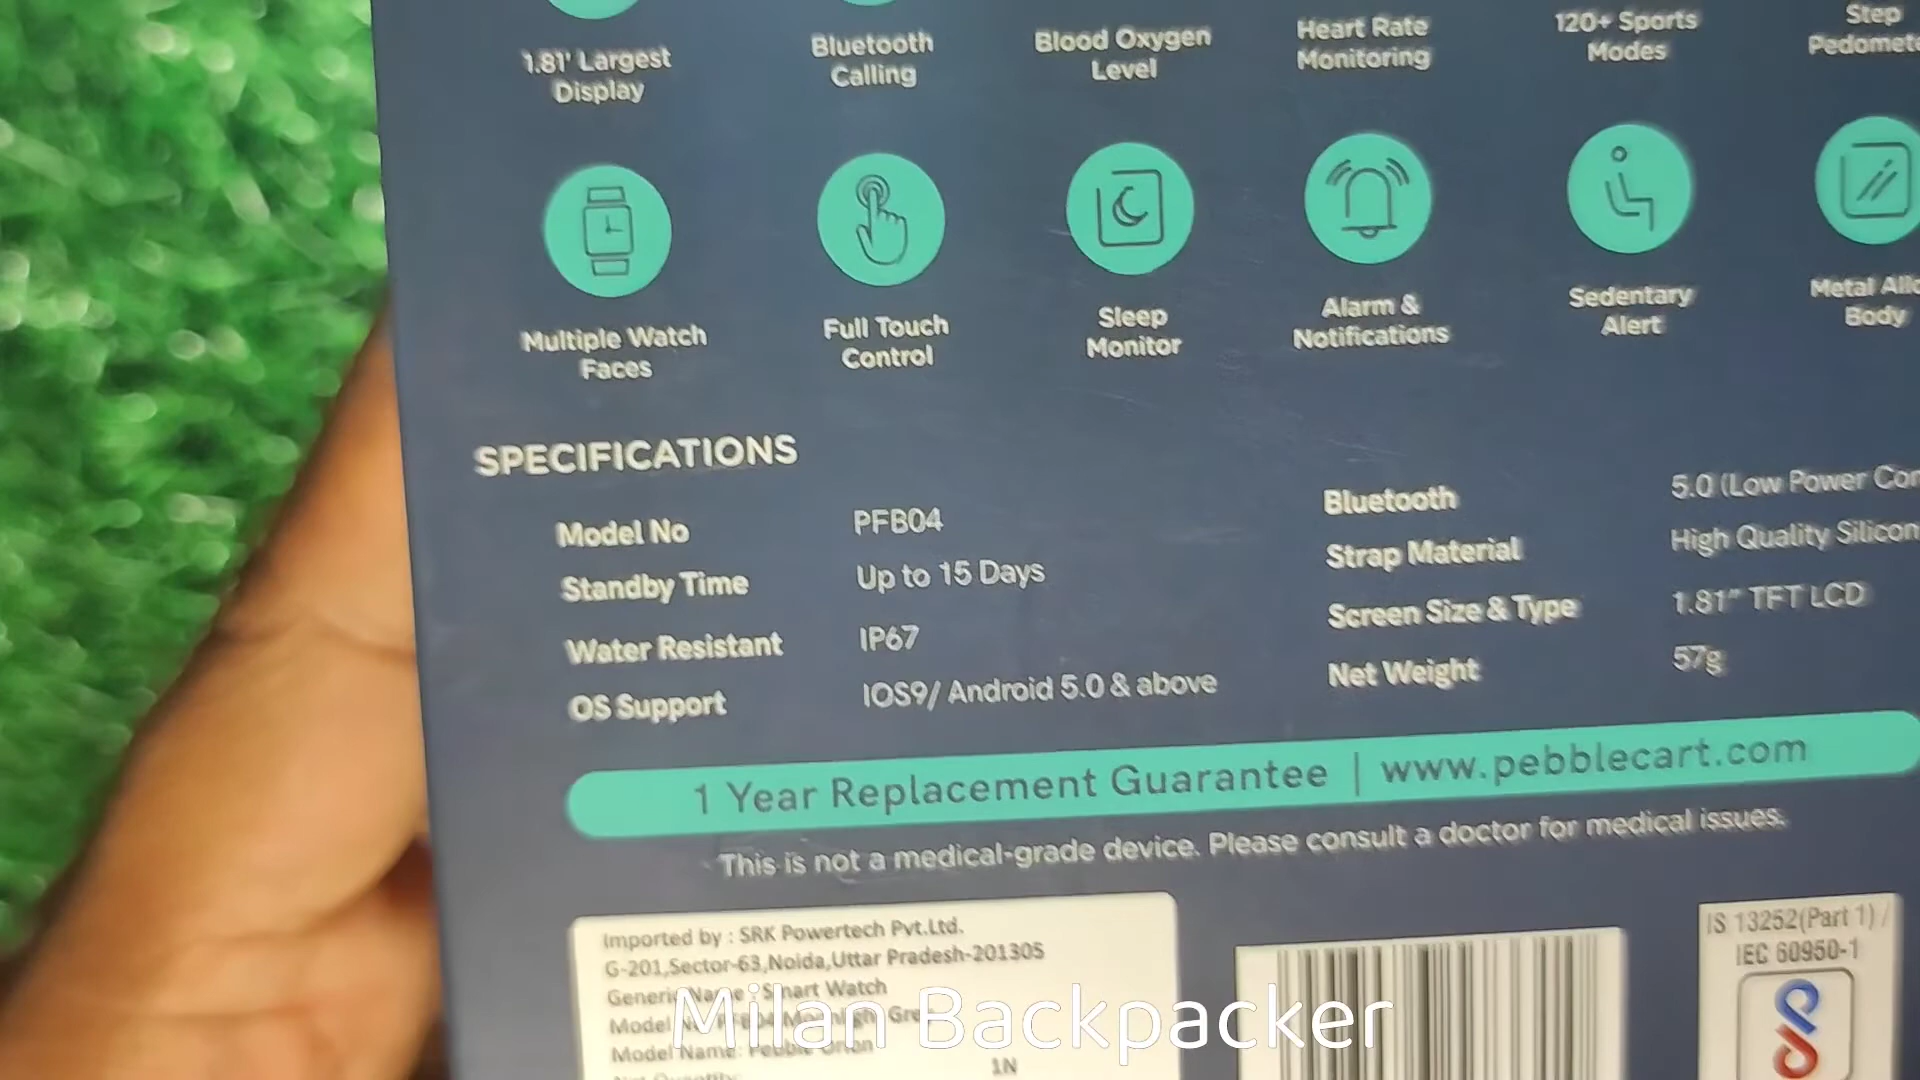 1.81' Largest
Display
Bluetooth
Calling
Blood Oxygen
Level
Heart Rate
Monitoring
120+ Sports
Modes
Step
Multiple Watch
Faces
Full Touch
Control
Sleep
Monitor
Alarm &
Notifications
Sedentary
Alert
Metal
Body
SPECIFICATIONS
Model No PFB04
Standby Time Up to 15 Days
Water Resistant IP67
OS Support IOS9/ Android 5.0 & above
Bluetooth 5.0 (Low Power
Strap Material High Quality
Screen Size & Type 1.81" TFT LCD
Net Weight 57g
1 Year Replacement Guarantee | www.pebblecart.com
This is not a medical-grade device. Please consult a doctor for medical issues.
Imported by : SRK Powertech Pvt.Ltd.
G-201,Sector-63,Noida,Uttar Pradesh-201305
Generic Name : Smart Watch
Model
Model Name: Pebble Orion
1N
IS 13252(Part 1) /
IEC 60950-1
Milan Backpacker